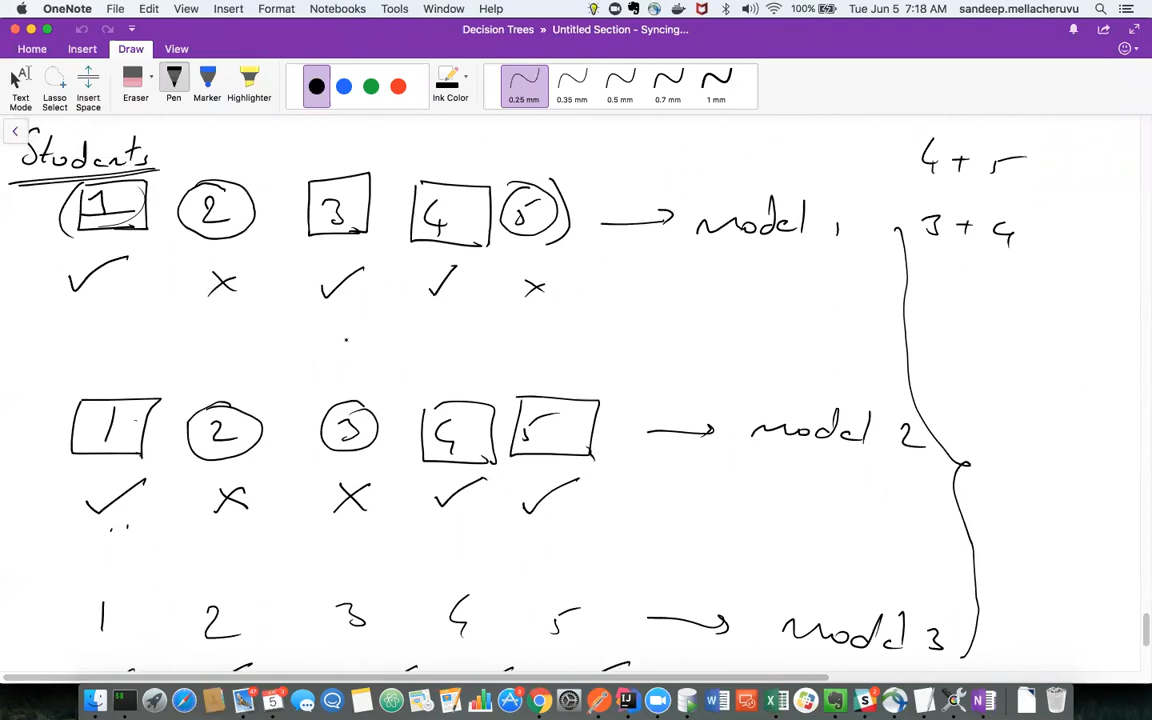 OneNote File Edit View Insert Format Notebooks Tools Window Help 100% Tue Jun 5 7:18 AM sandeep.mellacheruvu
Decision Trees » Untitled Section - Syncing...
Home Insert Draw View
Text Mode Lasso Select Insert Space Eraser Pen Marker Highlighter Ink Color 0.25 mm 0.35 mm 0.5 mm 0.7 mm 1 mm
Students
4 + 5
(1 2 3 4 5) → model 1 3 + 4
✓ × ✓ ✓ ×
1 2 3 4 5 → model 2
✓ × × ✓ ✓
1 2 3 4 5 → model 3